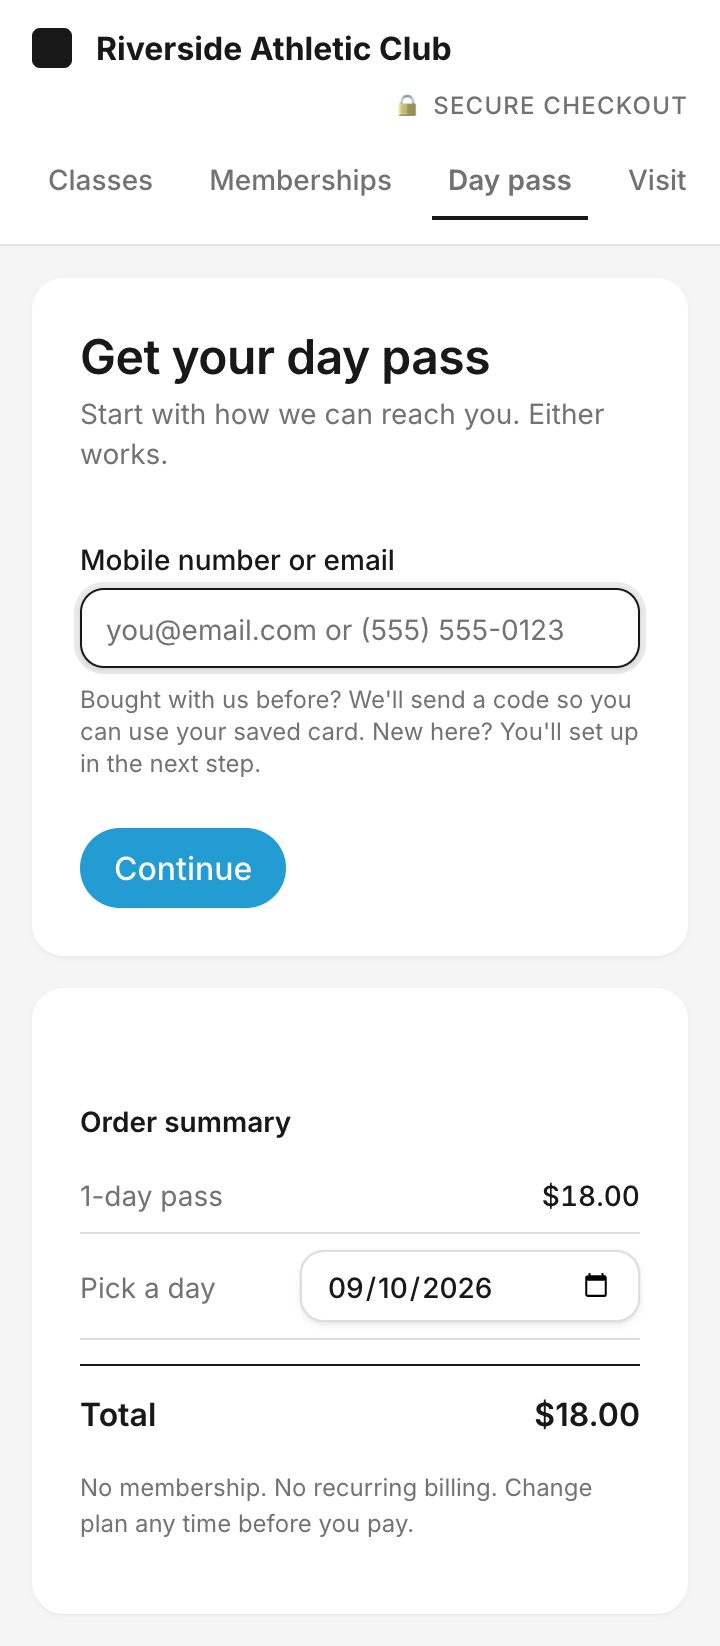 Riverside Athletic Club
SECURE CHECKOUT
Classes Memberships Day pass Visit
Get your day pass
Start with how we can reach you. Either
works.
Mobile number or email
you@email.com or (555) 555-0123
Bought with us before? We'll send a code so you
can use your saved card. New here? You'll set up
in the next step.
Continue
Order summary
1-day pass $18.00
Pick a day 09/10/2026
Total $18.00
No membership. No recurring billing. Change
plan any time before you pay.